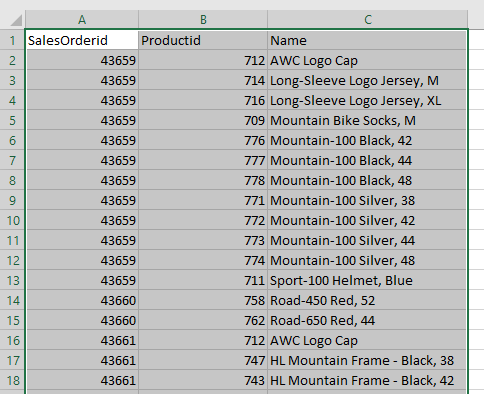 A B C
1 SalesOrderid Productid Name
2 43659 712 AWC Logo Cap
3 43659 714 Long-Sleeve Logo Jersey, M
4 43659 716 Long-Sleeve Logo Jersey, XL
5 43659 709 Mountain Bike Socks, M
6 43659 776 Mountain-100 Black, 42
7 43659 777 Mountain-100 Black, 44
8 43659 778 Mountain-100 Black, 48
9 43659 771 Mountain-100 Silver, 38
10 43659 772 Mountain-100 Silver, 42
11 43659 773 Mountain-100 Silver, 44
12 43659 774 Mountain-100 Silver, 48
13 43659 711 Sport-100 Helmet, Blue
14 43660 758 Road-450 Red, 52
15 43660 762 Road-650 Red, 44
16 43661 712 AWC Logo Cap
17 43661 747 HL Mountain Frame - Black, 38
18 43661 743 HL Mountain Frame - Black, 42